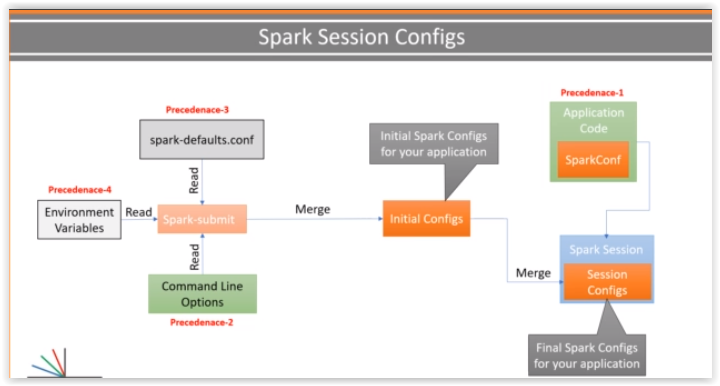 Spark Session Configs
Precedenace-3
spark-defaults.conf
Precedenace-1
Application
Code
SparkConf
Initial Spark Configs
for your application
Read
Precedenace-4
Environment
Variables
Read
Spark-submit
Merge
Initial Configs
Read
Command Line
Options
Precedenace-2
Spark Session
Merge
Session
Configs
Final Spark Configs
for your application